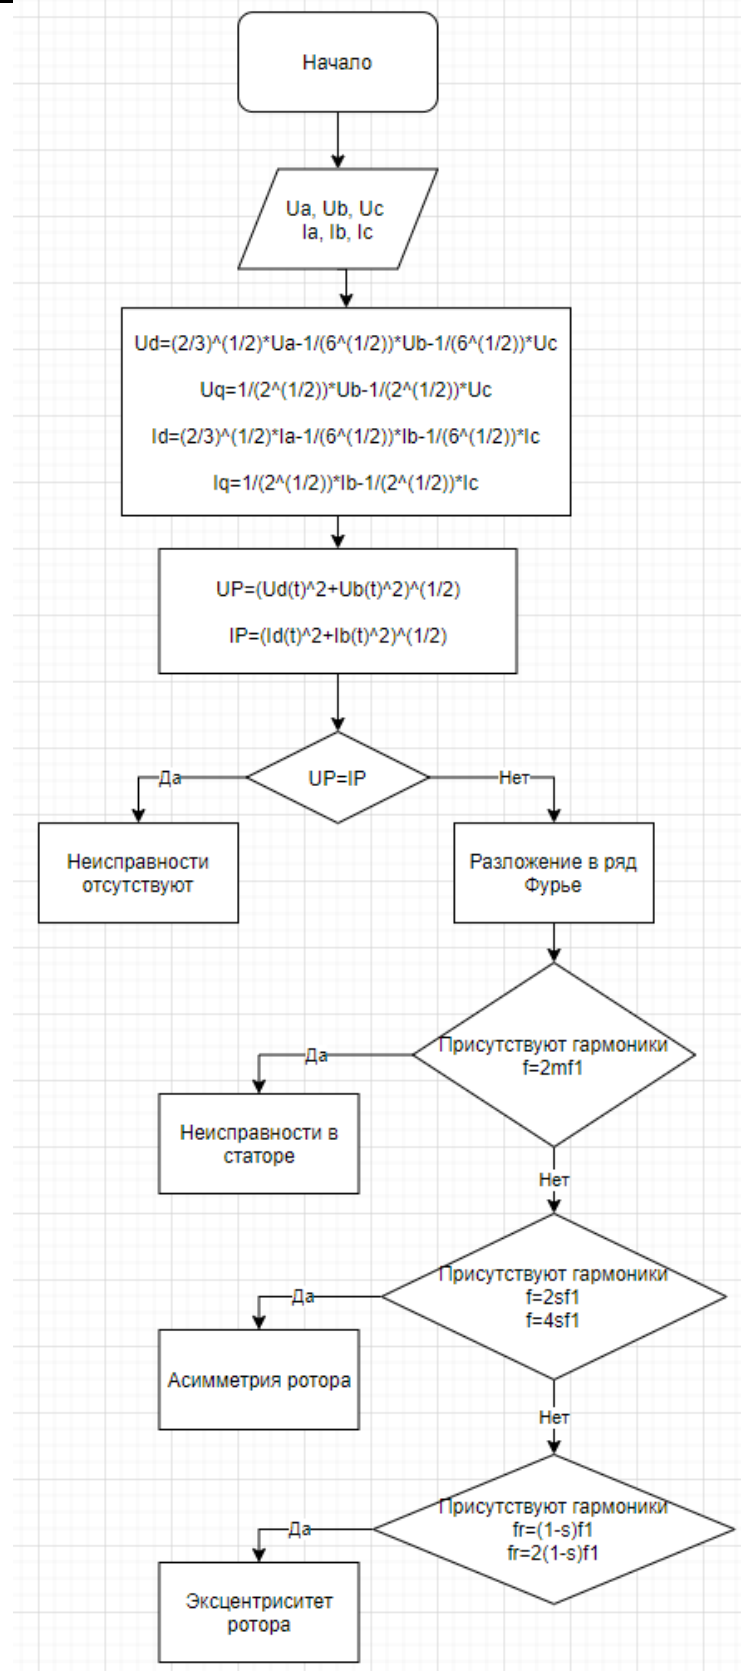 Начало
Ua, Ub, Uc
Ia, Ib, Ic
Ud=(2/3)^(1/2)*Ua-1/(6^(1/2))*Ub-1/(6^(1/2))*Uc
Uq=1/(2^(1/2))*Ub-1/(2^(1/2))*Uc
Id=(2/3)^(1/2)*Ia-1/(6^(1/2))*Ib-1/(6^(1/2))*Ic
Iq=1/(2^(1/2))*Ib-1/(2^(1/2))*Ic
UP=(Ud(t)^2+Ub(t)^2)^(1/2)
IP=(Id(t)^2+Ib(t)^2)^(1/2)
UP=IP
Да
Нет
Неисправности
отсутствуют
Разложение в ряд
Фурье
Присутствуют гармоники
f=2mf1
Да
Неисправности в
статоре
Нет
Присутствуют гармоники
f=2sf1
f=4sf1
Да
Асимметрия ротора
Нет
Присутствуют гармоники
fr=(1-s)f1
fr=2(1-s)f1
Да
Эксцентриситет
ротора